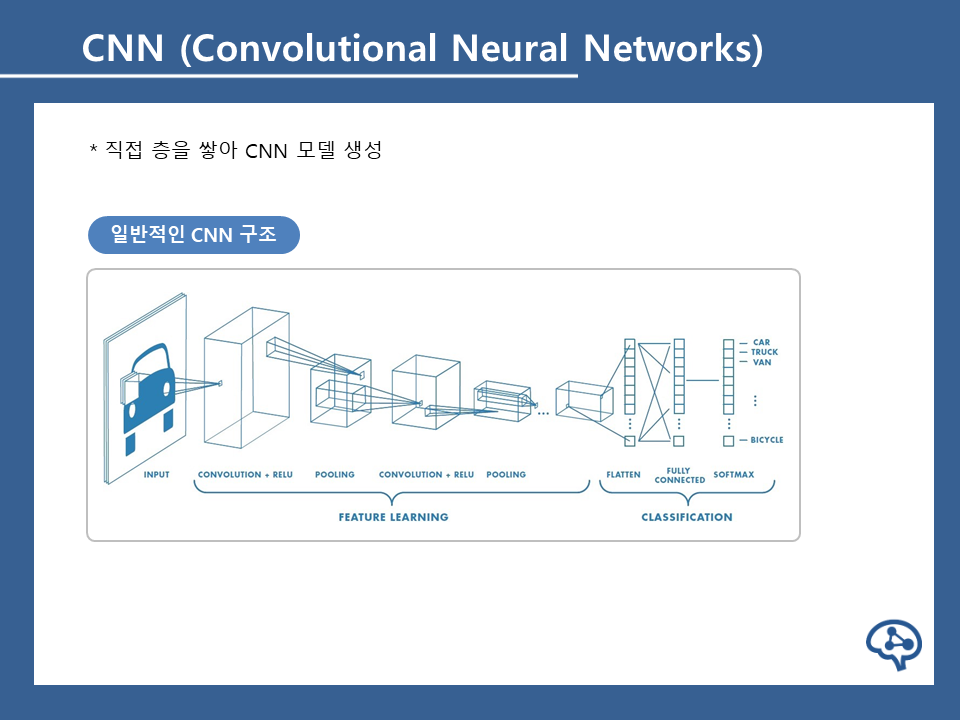 CNN (Convolutional Neural Networks)
* 직접 층을 쌓아 CNN 모델 생성
일반적인 CNN 구조
CAR
TRUCK
VAN
BICYCLE
INPUT
CONVOLUTION + RELU
POOLING
CONVOLUTION + RELU
POOLING
FLATTEN
FULLY
CONNECTED
SOFTMAX
FEATURE LEARNING
CLASSIFICATION